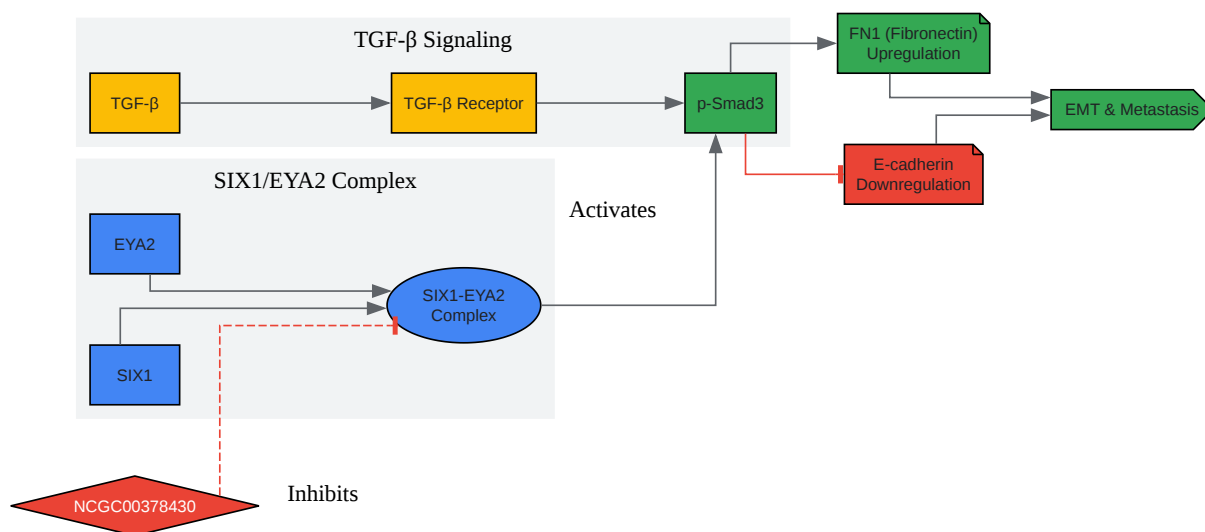 TGF-β Signaling
FN1 (Fibronectin)
Upregulation
TGF-β
TGF-β Receptor
p-Smad3
EMT & Metastasis
E-cadherin
Downregulation
SIX1/EYA2 Complex
Activates
EYA2
SIX1-EYA2
Complex
SIX1
Inhibits
NCGC00378430